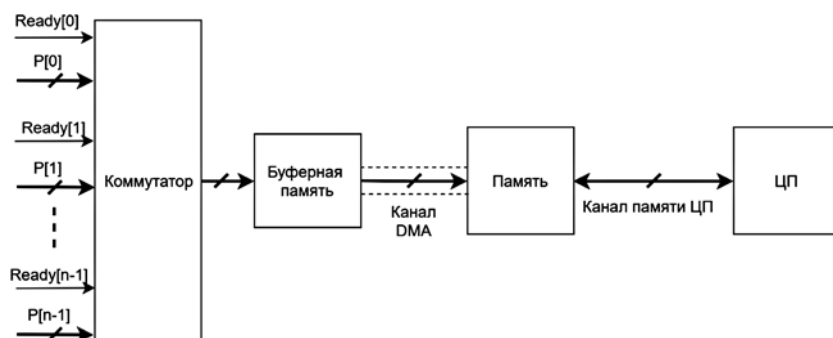 Ready[0]
P[0]
Ready[1]
P[1]
Ready[n-1]
P[n-1]
Коммутатор
Буферная
память
Канал
DMA
Память
Канал памяти ЦП
ЦП